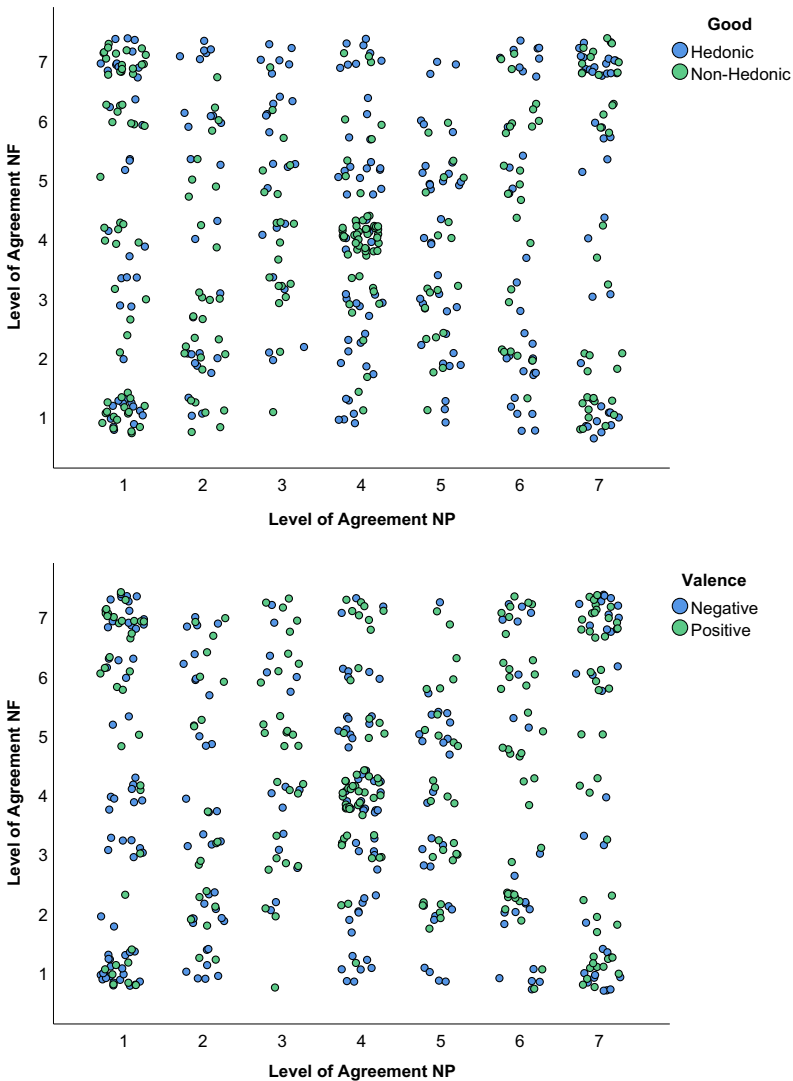 Good
Hedonic
Non-Hedonic
Level of Agreement NF
7
6
5
4
3
2
1
1 2 3 4 5 6 7
Level of Agreement NP
Valence
Negative
Positive
Level of Agreement NF
7
6
5
4
3
2
1
1 2 3 4 5 6 7
Level of Agreement NP